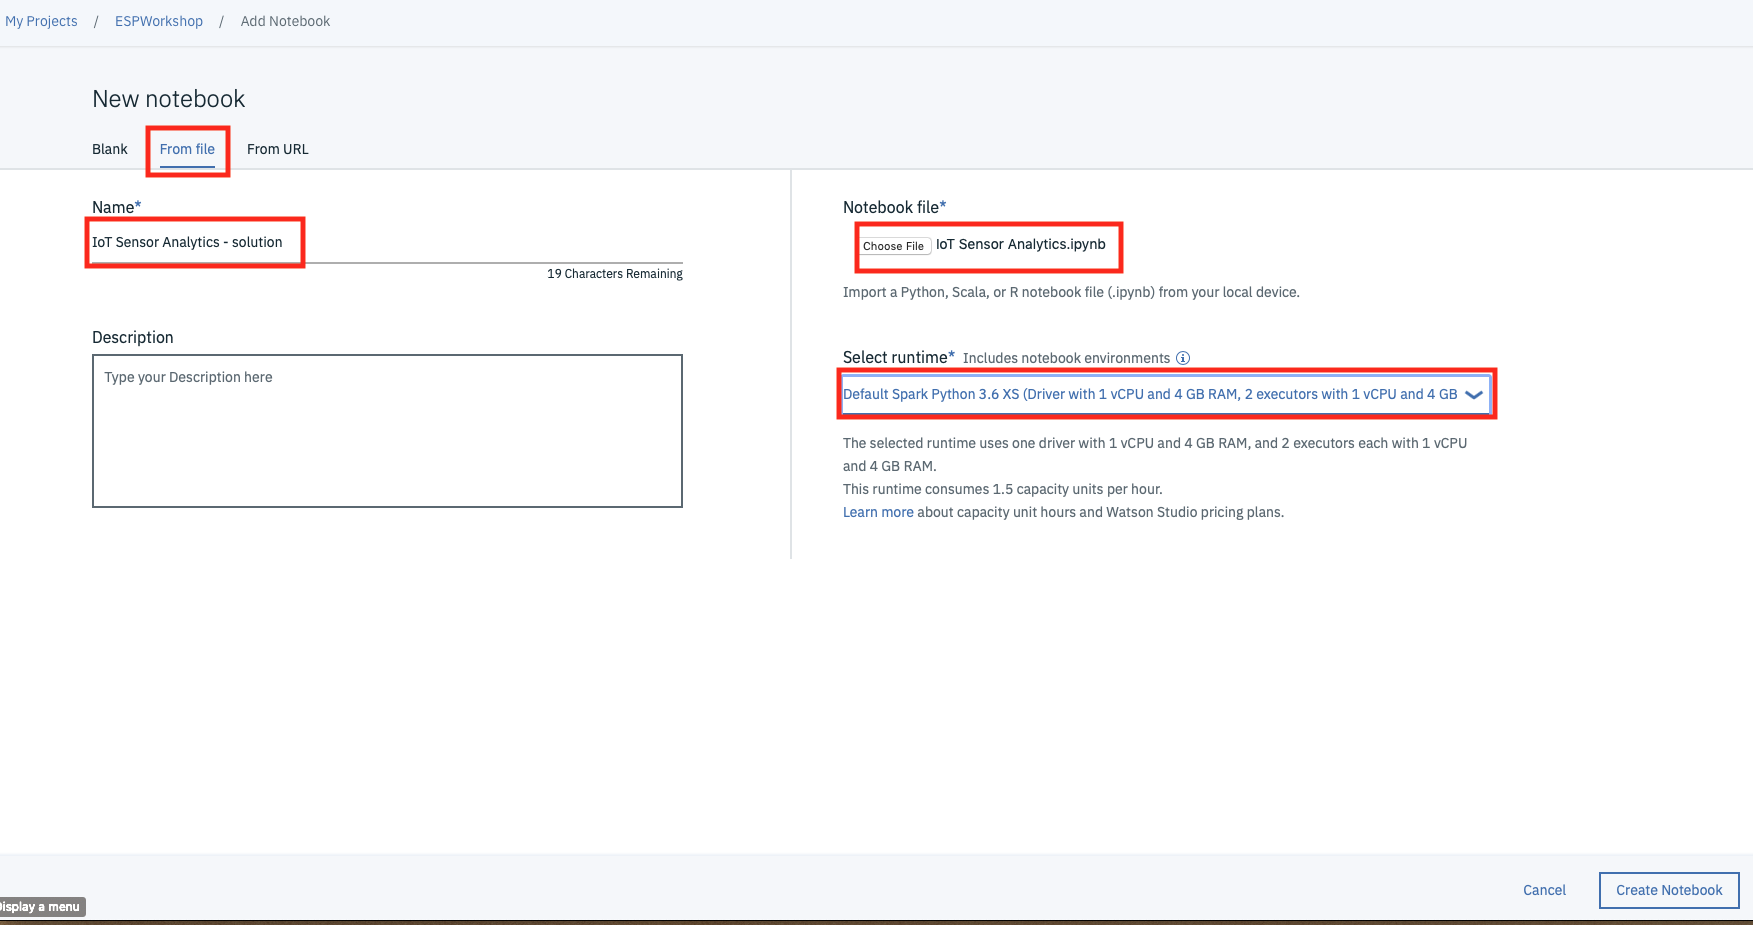 My Projects / ESPWorkshop / Add Notebook
New notebook
Blank From file From URL
Name*
IoT Sensor Analytics - solution
19 Characters Remaining
Description
Type your Description here
Notebook file*
Choose File IoT Sensor Analytics.ipynb
Import a Python, Scala, or R notebook file (.ipynb) from your local device.
Select runtime* Includes notebook environments
Default Spark Python 3.6 XS (Driver with 1 vCPU and 4 GB RAM, 2 executors with 1 vCPU and 4 GB
The selected runtime uses one driver with 1 vCPU and 4 GB RAM, and 2 executors each with 1 vCPU
and 4 GB RAM.
This runtime consumes 1.5 capacity units per hour.
Learn more about capacity unit hours and Watson Studio pricing plans.
Cancel Create Notebook
Display a menu